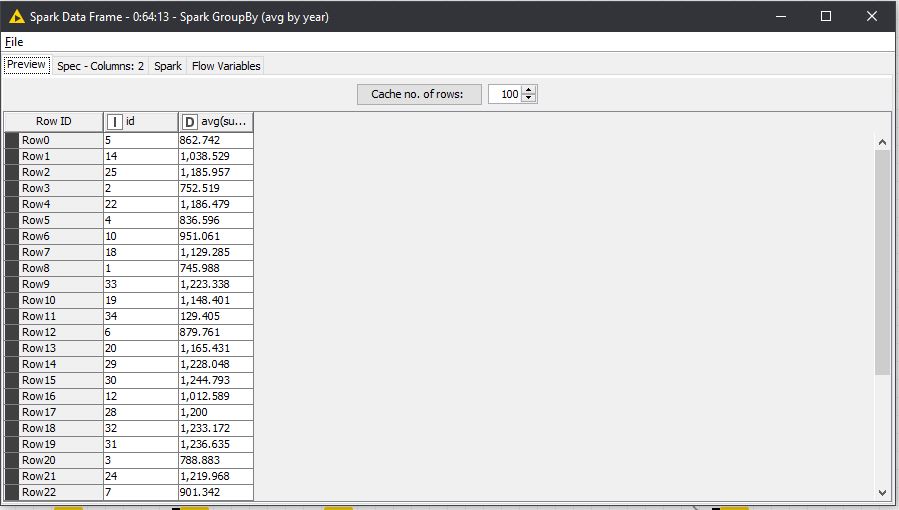 Spark Data Frame - 0:64:13 - Spark GroupBy (avg by year)
File
Preview Spec - Columns: 2 Spark Flow Variables
Cache no. of rows: 100
Row ID I id D avg(su...
Row0 5 862.742
Row1 14 1,038.529
Row2 25 1,185.957
Row3 2 752.519
Row4 22 1,186.479
Row5 4 836.596
Row6 10 951.061
Row7 18 1,129.285
Row8 1 745.988
Row9 33 1,223.338
Row10 19 1,148.401
Row11 34 129.405
Row12 6 879.761
Row13 20 1,165.431
Row14 29 1,228.048
Row15 30 1,244.793
Row16 12 1,012.589
Row17 28 1,200
Row18 32 1,233.172
Row19 31 1,236.635
Row20 3 788.883
Row21 24 1,219.968
Row22 7 901.342